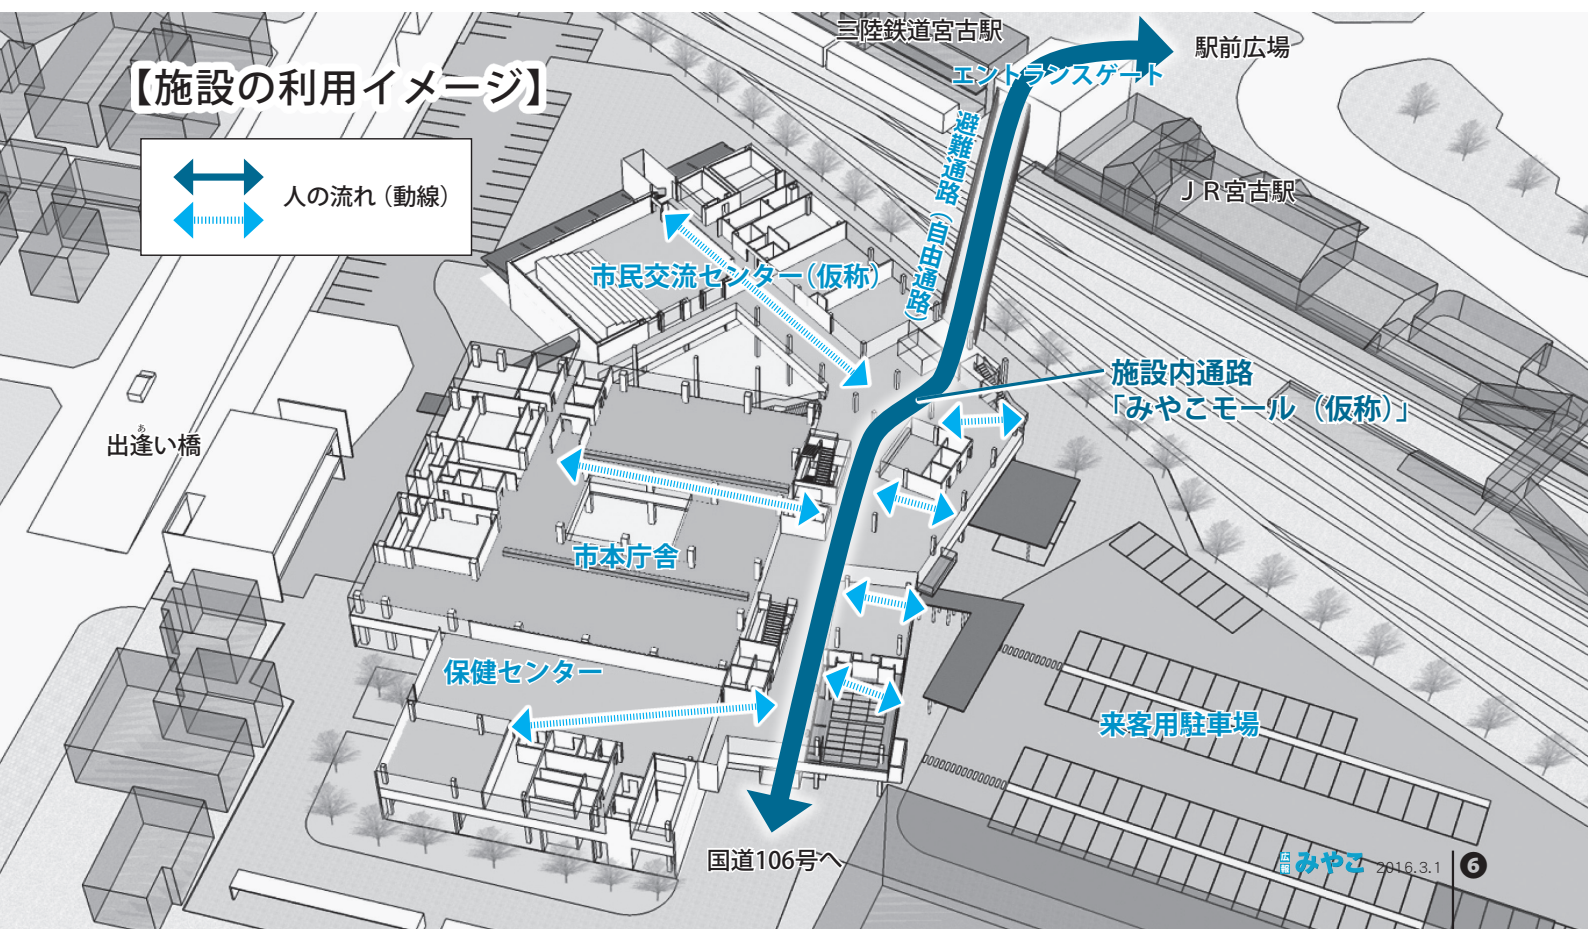 三陸鉄道宮古駅
駅前広場
エントランスゲート
【施設の利用イメージ】
人の流れ（動線）
避難通路（自由通路）
ＪＲ宮古駅
市民交流センター（仮称）
施設内通路
「みやこモール（仮称）」
あ
出逢い橋
市本庁舎
保健センター
来客用駐車場
国道106号へ
広報 みやこ 2016.3.1 6